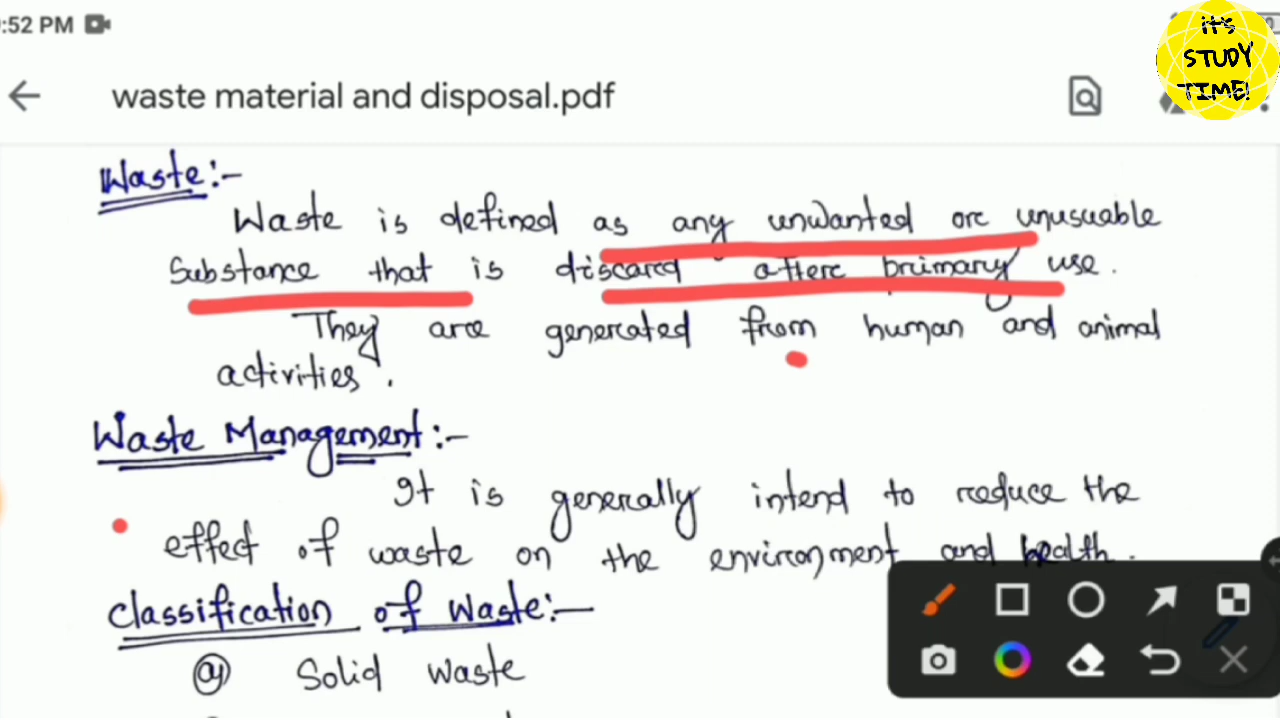 :52 PM
IT'S
STUDY
TIME!
waste material and disposal.pdf
Waste:-
Waste is defined as any unwanted or unusuable
Substance that is discared after primary use.
They are generated from human and animal
activities.
Waste Management:-
It is generally intend to reduce the
effect of waste on the environment and health.
Classification of Waste:-
a) Solid waste